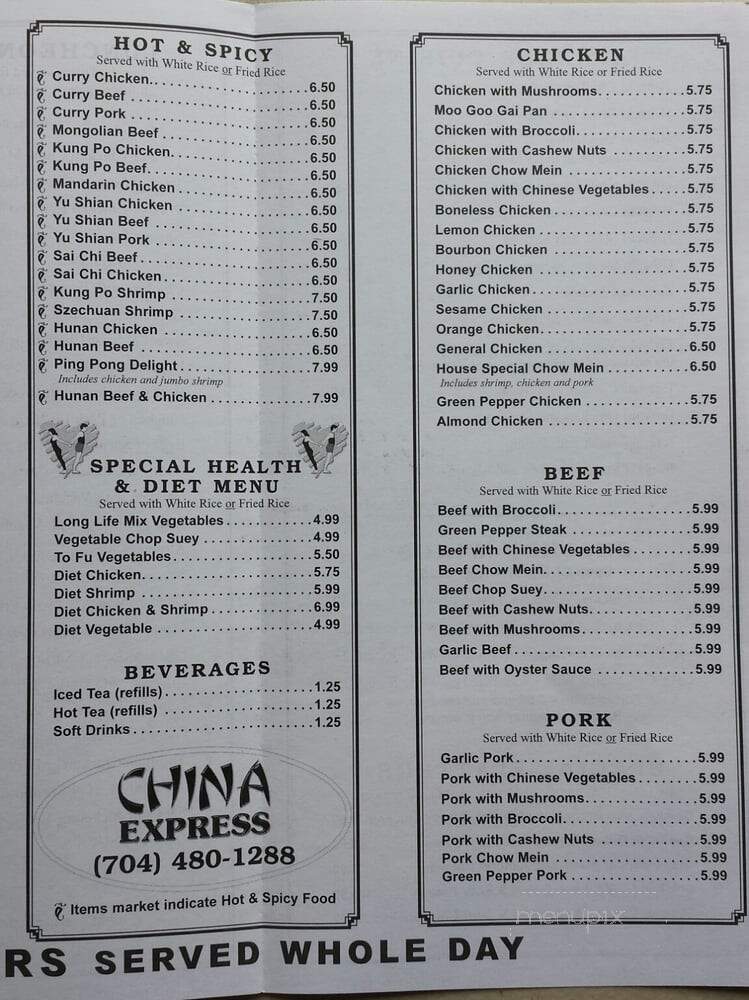 HOT & SPICY
Served with White Rice or Fried Rice
Curry Chicken.. 6.50
Curry Beef 6.50
Curry Pork 6.50
Mongolian Beef 6.50
Kung Po Chicken. 6.50
Kung Po Beef. 6.50
Mandarin Chicken 6.50
Yu Shian Chicken 6.50
Yu Shian Beef 6.50
Yu Shian Pork 6.50
Sai Chi Beef. 6.50
Sai Chi Chicken. 6.50
Kung Po Shrimp 7.50
Szechuan Shrimp 7.50
Hunan Chicken 6.50
Hunan Beef 6.50
Ping Pong Delight 7.99
Includes chicken and jumbo shrimp
Hunan Beef & Chicken 7.99
SPECIAL HEALTH
& DIET MENU
Served with White Rice or Fried Rice
Long Life Mix Vegetables 4.99
Vegetable Chop Suey 4.99
To Fu Vegetables 5.50
Diet Chicken 5.75
Diet Shrimp 5.99
Diet Chicken & Shrimp 6.99
Diet Vegetable 4.99
BEVERAGES
Iced Tea (refills) 1.25
Hot Tea (refills) 1.25
Soft Drinks 1.25
CHINA
EXPRESS
(704) 480-1288
Items market indicate Hot & Spicy Food
CHICKEN
Served with White Rice or Fried Rice
Chicken with Mushrooms 5.75
Moo Goo Gai Pan 5.75
Chicken with Broccoli 5.75
Chicken with Cashew Nuts 5.75
Chicken Chow Mein 5.75
Chicken with Chinese Vegetables 5.75
Boneless Chicken 5.75
Lemon Chicken 5.75
Bourbon Chicken 5.75
Honey Chicken 5.75
Garlic Chicken 5.75
Sesame Chicken 5.75
Orange Chicken 5.75
General Chicken 6.50
House Special Chow Mein 6.50
Includes shrimp, chicken and pork
Green Pepper Chicken 5.75
Almond Chicken 5.75
BEEF
Served with White Rice or Fried Rice
Beef with Broccoli 5.99
Green Pepper Steak 5.99
Beef with Chinese Vegetables 5.99
Beef Chow Mein 5.99
Beef Chop Suey 5.99
Beef with Cashew Nuts 5.99
Beef with Mushrooms 5.99
Garlic Beef 5.99
Beef with Oyster Sauce 5.99
PORK
Served with White Rice or Fried Rice
Garlic Pork 5.99
Pork with Chinese Vegetables 5.99
Pork with Mushrooms 5.99
Pork with Broccoli 5.99
Pork with Cashew Nuts 5.99
Pork Chow Mein 5.99
Green Pepper Pork 5.99
menupix
RS SERVED WHOLE DAY